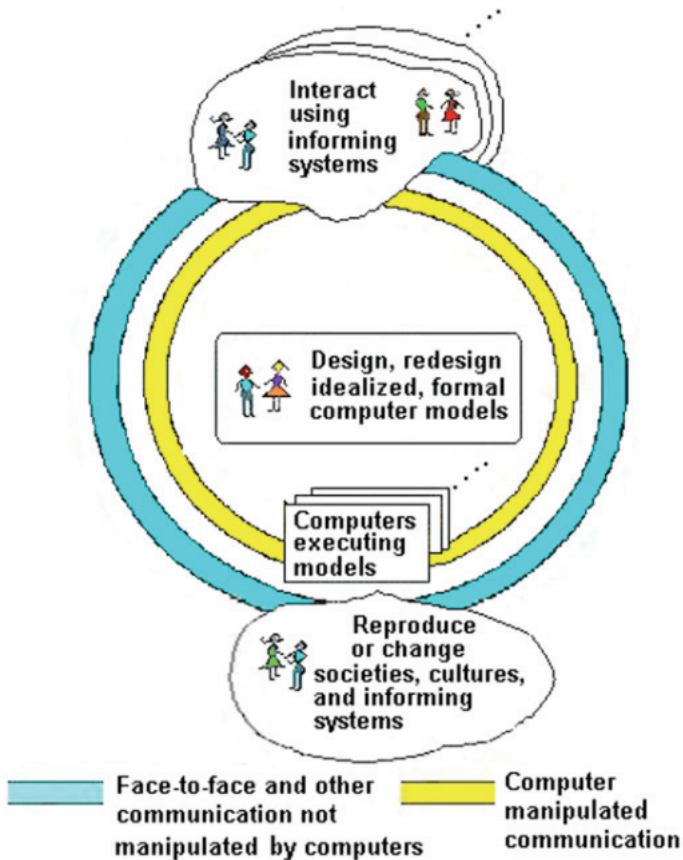 Interact
using
informing
systems
Design, redesign
idealized, formal
computer models
Computers
executing
models
Reproduce
or change
societies, cultures,
and informing
systems
Face-to-face and other
communication not
manipulated by computers
Computer
manipulated
communication